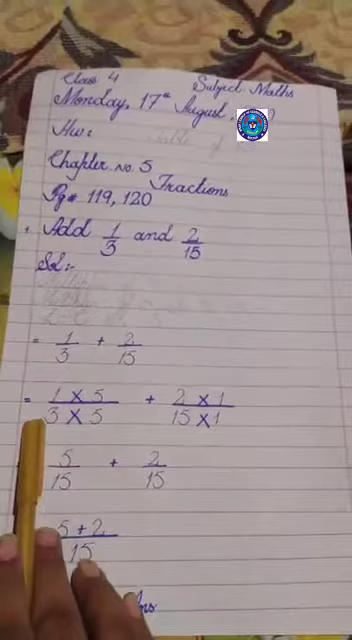 Class 4 Subject Maths
Monday, 17th August,
Hw:
Chapter no. 5
Fractions
Pg# 119, 120
Add 1/3 and 2/15
Sol:-
= 1/3 + 2/15
= 1 × 5 / 3 × 5 + 2 × 1 / 15 × 1
5/15 + 2/15
5 + 2 / 15
Ans